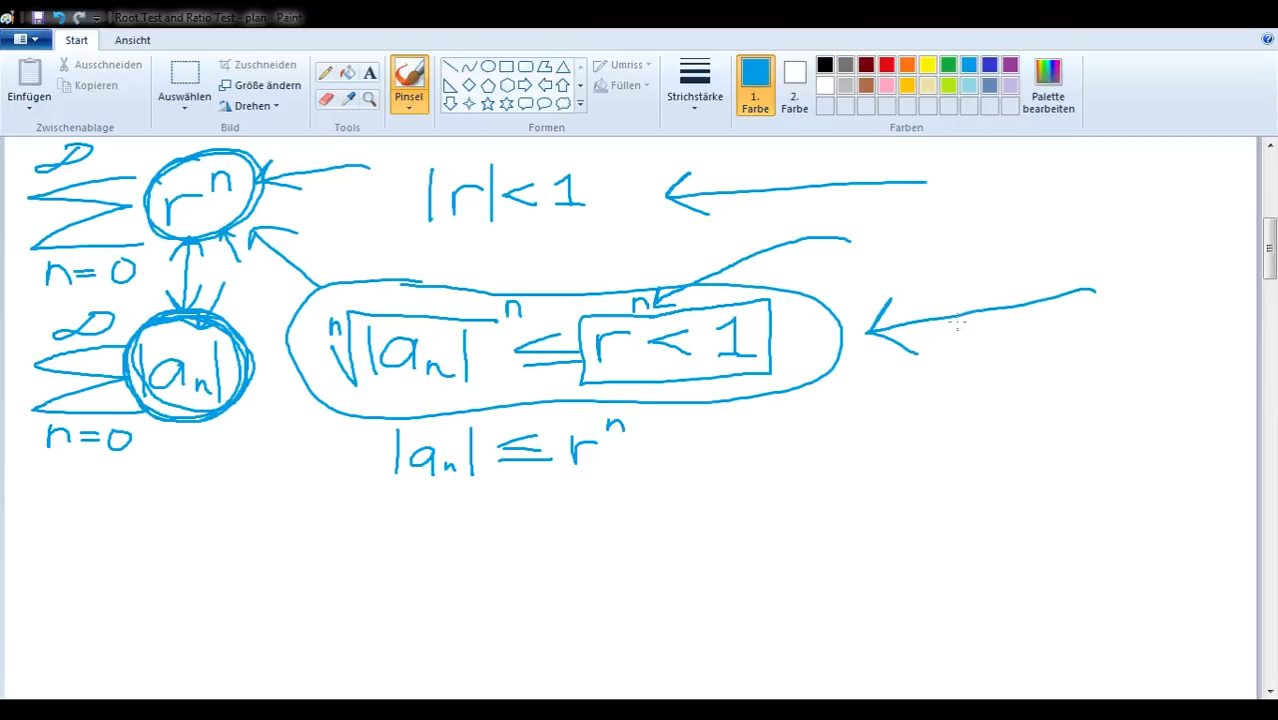 Root Test and Ratio Test - plan - Paint
Start Ansicht
Einfügen
Ausschneiden
Kopieren
Zwischenablage
Auswählen
Zuschneiden
Größe ändern
Drehen
Bild
A
Tools
Pinsel
Umriss
Füllen
Formen
Strichstärke
1. Farbe
2. Farbe
Palette bearbeiten
Farben
∞
Σ r^n |r| < 1
n=0
∞
Σ |a_n| ⁿ√|a_n|^n ≤ r^n < 1
n=0
|a_n| ≤ r^n